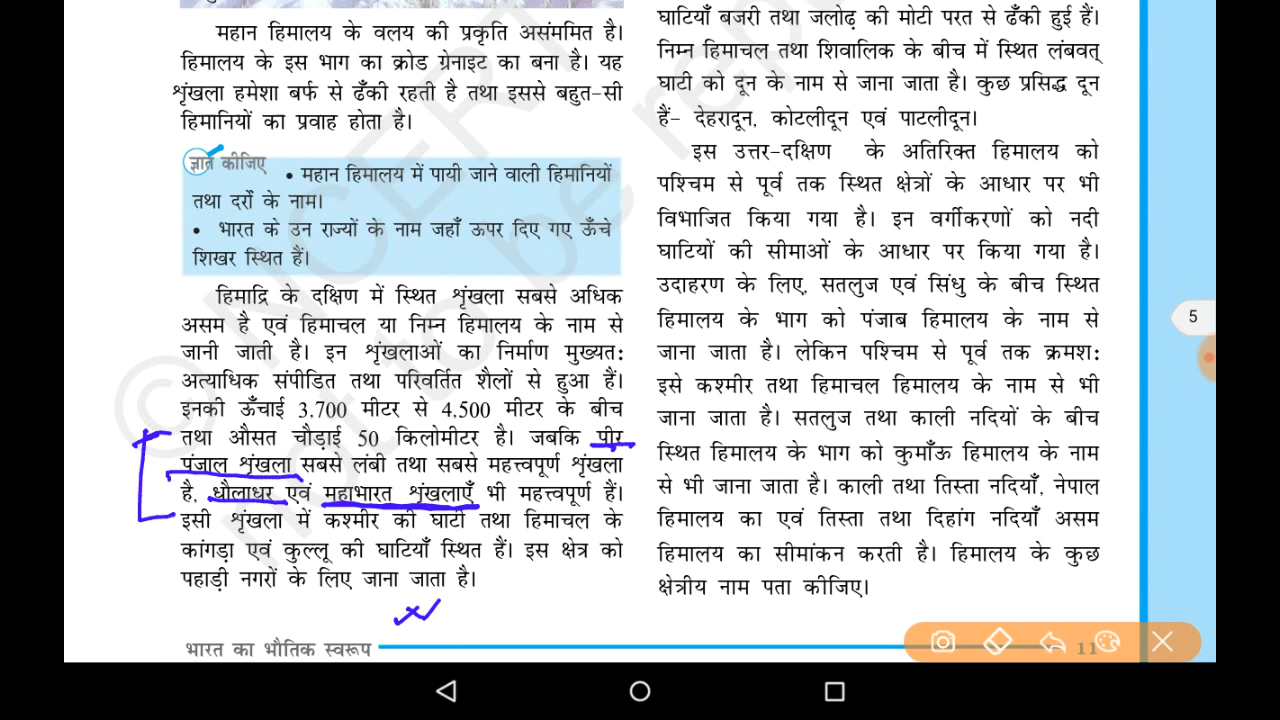 महान हिमालय के वलय की प्रकृति असंममित है।
हिमालय के इस भाग का क्रोड ग्रेनाइट का बना है। यह
शृंखला हमेशा बर्फ से ढँकी रहती है तथा इससे बहुत-सी
हिमानियों का प्रवाह होता है।
ज्ञात कीजिए
• महान हिमालय में पायी जाने वाली हिमानियों
तथा दर्रों के नाम।
• भारत के उन राज्यों के नाम जहाँ ऊपर दिए गए ऊँचे
शिखर स्थित हैं।
हिमाद्रि के दक्षिण में स्थित शृंखला सबसे अधिक
असम है एवं हिमाचल या निम्न हिमालय के नाम से
जानी जाती है। इन शृंखलाओं का निर्माण मुख्यत:
अत्याधिक संपीडित तथा परिवर्तित शैलों से हुआ हैं।
इनकी ऊँचाई 3,700 मीटर से 4,500 मीटर के बीच
तथा औसत चौड़ाई 50 किलोमीटर है। जबकि पीर
पंजाल शृंखला सबसे लंबी तथा सबसे महत्त्वपूर्ण शृंखला
है, धौलाधर एवं महाभारत शृंखलाएँ भी महत्त्वपूर्ण हैं।
इसी शृंखला में कश्मीर की घाटी तथा हिमाचल के
कांगड़ा एवं कुल्लू की घाटियाँ स्थित हैं। इस क्षेत्र को
पहाड़ी नगरों के लिए जाना जाता है।
भारत का भौतिक स्वरूप
घाटियाँ बजरी तथा जलोढ़ की मोटी परत से ढँकी हुई हैं।
निम्न हिमाचल तथा शिवालिक के बीच में स्थित लंबवत्
घाटी को दून के नाम से जाना जाता है। कुछ प्रसिद्ध दून
हैं- देहरादून, कोटलीदून एवं पाटलीदून।
इस उत्तर-दक्षिण के अतिरिक्त हिमालय को
पश्चिम से पूर्व तक स्थित क्षेत्रों के आधार पर भी
विभाजित किया गया है। इन वर्गीकरणों को नदी
घाटियों की सीमाओं के आधार पर किया गया है।
उदाहरण के लिए, सतलुज एवं सिंधु के बीच स्थित
हिमालय के भाग को पंजाब हिमालय के नाम से
जाना जाता है। लेकिन पश्चिम से पूर्व तक क्रमश:
इसे कश्मीर तथा हिमाचल हिमालय के नाम से भी
जाना जाता है। सतलुज तथा काली नदियों के बीच
स्थित हिमालय के भाग को कुमाँऊ हिमालय के नाम
से भी जाना जाता है। काली तथा तिस्ता नदियाँ, नेपाल
हिमालय का एवं तिस्ता तथा दिहांग नदियाँ असम
हिमालय का सीमांकन करती है। हिमालय के कुछ
क्षेत्रीय नाम पता कीजिए।
11
5
© NCERT
not to be